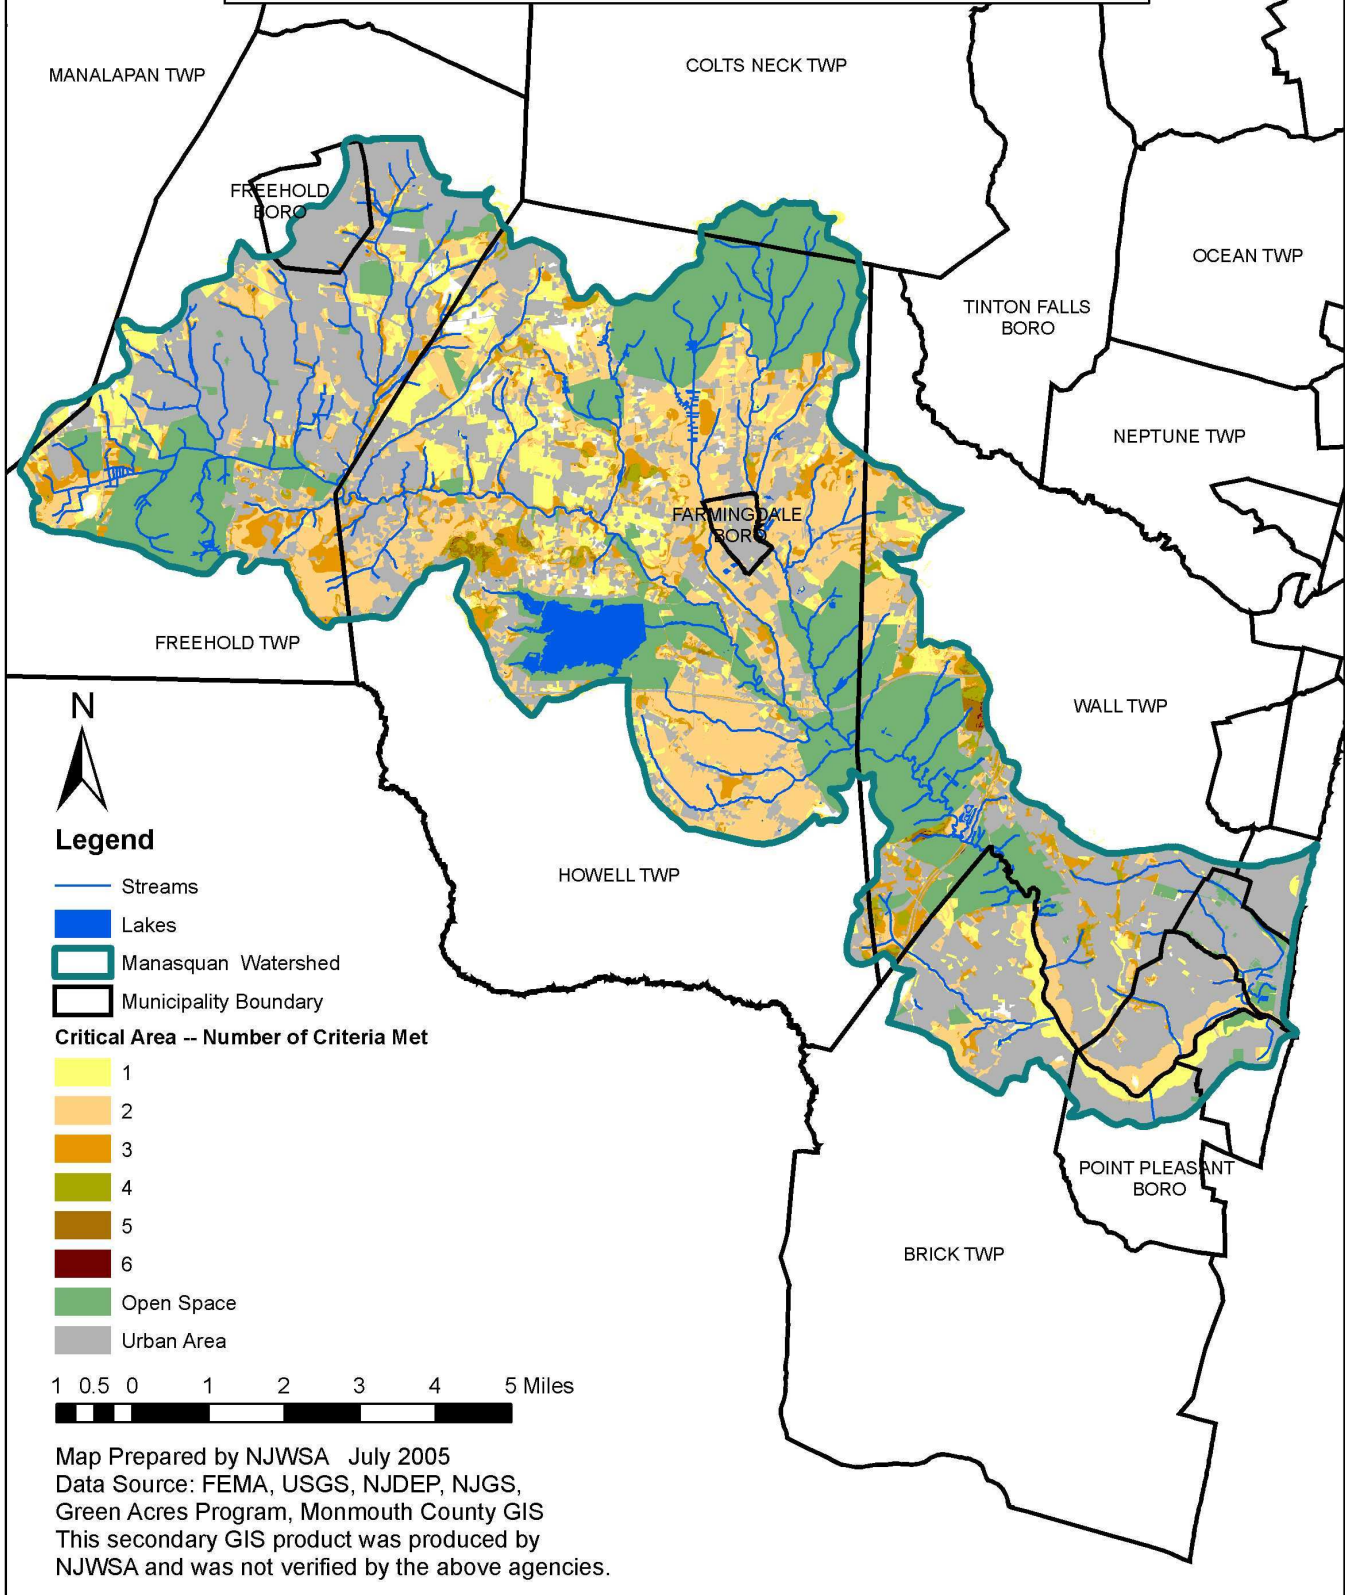 MANALAPAN TWP
COLTS NECK TWP
FREEHOLD
BORO
OCEAN TWP
TINTON FALLS
BORO
NEPTUNE TWP
FARMINGDALE
BORO
FREEHOLD TWP
WALL TWP
HOWELL TWP
POINT PLEASANT
BORO
BRICK TWP
N
Legend
Streams
Lakes
Manasquan Watershed
Municipality Boundary
Critical Area -- Number of Criteria Met
1
2
3
4
5
6
Open Space
Urban Area
1 0.5 0 1 2 3 4 5 Miles
Map Prepared by NJWSA July 2005
Data Source: FEMA, USGS, NJDEP, NJGS,
Green Acres Program, Monmouth County GIS
This secondary GIS product was produced by
NJWSA and was not verified by the above agencies.